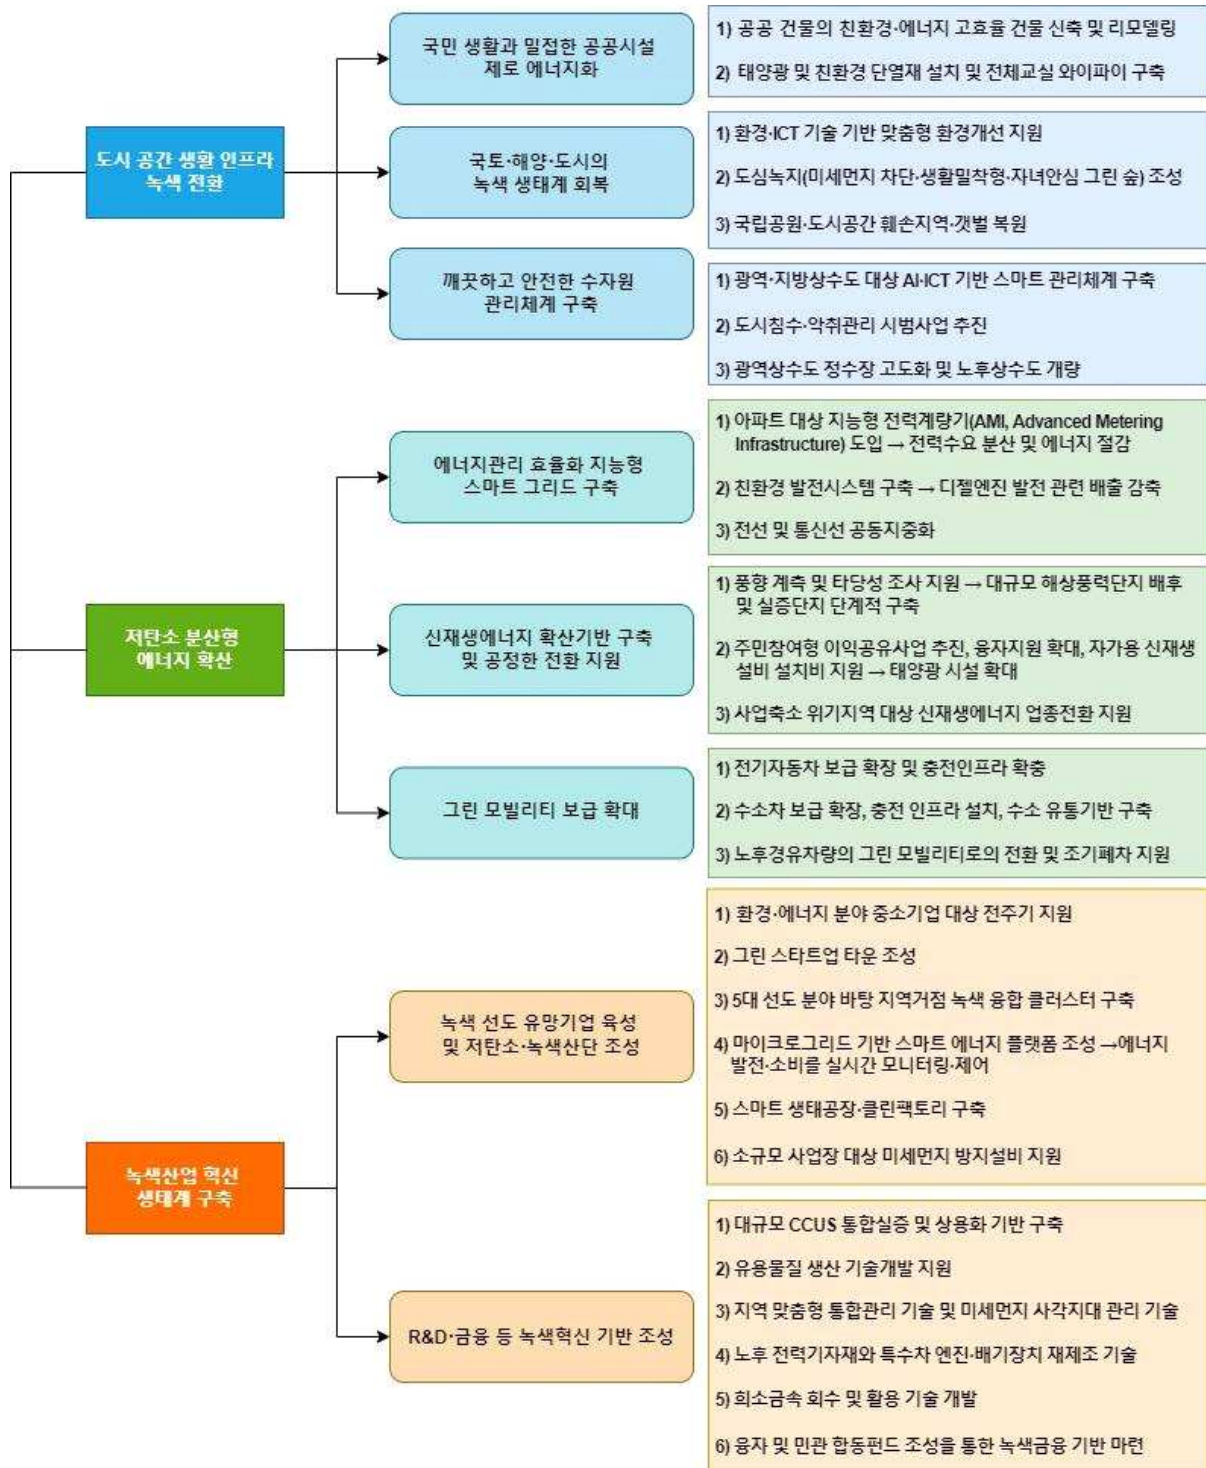 도시 공간 생활 인프라
녹색 전환
국민 생활과 밀접한 공공시설
제로 에너지화
1) 공공 건물의 친환경·에너지 고효율 건물 신축 및 리모델링
2) 태양광 및 친환경 단열재 설치 및 전체교실 와이파이 구축
국토·해양·도시의
녹색 생태계 회복
1) 환경·ICT 기술 기반 맞춤형 환경개선 지원
2) 도심녹지(미세먼지 차단·생활밀착형·자녀안심 그린 숲) 조성
3) 국립공원·도시공간 훼손지역·갯벌 복원
깨끗하고 안전한 수자원
관리체계 구축
1) 광역·지방상수도 대상 AI·ICT 기반 스마트 관리체계 구축
2) 도시침수·악취관리 시범사업 추진
3) 광역상수도 정수장 고도화 및 노후상수도 개량
저탄소 분산형
에너지 확산
에너지관리 효율화 지능형
스마트 그리드 구축
1) 아파트 대상 지능형 전력계량기(AMI, Advanced Metering
Infrastructure) 도입 → 전력수요 분산 및 에너지 절감
2) 친환경 발전시스템 구축 → 디젤엔진 발전 관련 배출 감축
3) 전선 및 통신선 공동지중화
신재생에너지 확산기반 구축
및 공정한 전환 지원
1) 풍향 계측 및 타당성 조사 지원 → 대규모 해상풍력단지 배후
및 실증단지 단계적 구축
2) 주민참여형 이익공유사업 추진, 융자지원 확대, 자가용 신재생
설비 설치비 지원 → 태양광 시설 확대
3) 사업축소 위기지역 대상 신재생에너지 업종전환 지원
그린 모빌리티 보급 확대
1) 전기자동차 보급 확장 및 충전인프라 확충
2) 수소차 보급 확장, 충전 인프라 설치, 수소 유통기반 구축
3) 노후경유차량의 그린 모빌리티로의 전환 및 조기폐차 지원
녹색산업 혁신
생태계 구축
녹색 선도 유망기업 육성
및 저탄소·녹색산단 조성
1) 환경·에너지 분야 중소기업 대상 전주기 지원
2) 그린 스타트업 타운 조성
3) 5대 선도 분야 바탕 지역거점 녹색 융합 클러스터 구축
4) 마이크로그리드 기반 스마트 에너지 플랫폼 조성 →에너지
발전·소비를 실시간 모니터링·제어
5) 스마트 생태공장·클린팩토리 구축
6) 소규모 사업장 대상 미세먼지 방지설비 지원
R&D·금융 등 녹색혁신 기반 조성
1) 대규모 CCUS 통합실증 및 상용화 기반 구축
2) 유용물질 생산 기술개발 지원
3) 지역 맞춤형 통합관리 기술 및 미세먼지 사각지대 관리 기술
4) 노후 전력기자재와 특수차 엔진·배기장치 재제조 기술
5) 희소금속 회수 및 활용 기술 개발
6) 융자 및 민관 합동펀드 조성을 통한 녹색금융 기반 마련